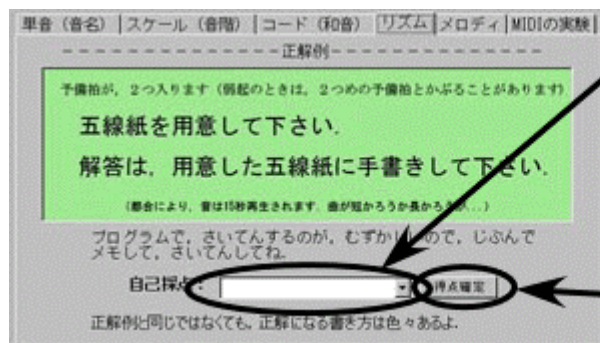 単音（音名） スケール（音階） コード（和音） リズム メロディ MIDIの実験
正解例
予備拍が，２つ入ります（弱起のときは，２つめの予備拍とかぶることがあります）
五線紙を用意して下さい．
解答は，用意した五線紙に手書きして下さい．
（都合により，音は15秒再生されます．曲が短かろうか長かろうが...）
プログラムで，さいてんするのが，むずかしいので，じぶんで
メモして，さいてんしてね．
自己採点： 得点確定
正解例と同じではなくても，正解になる書き方は色々あるよ．